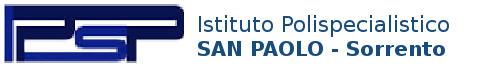 PSP Istituto Polispecialistico
SAN PAOLO - Sorrento